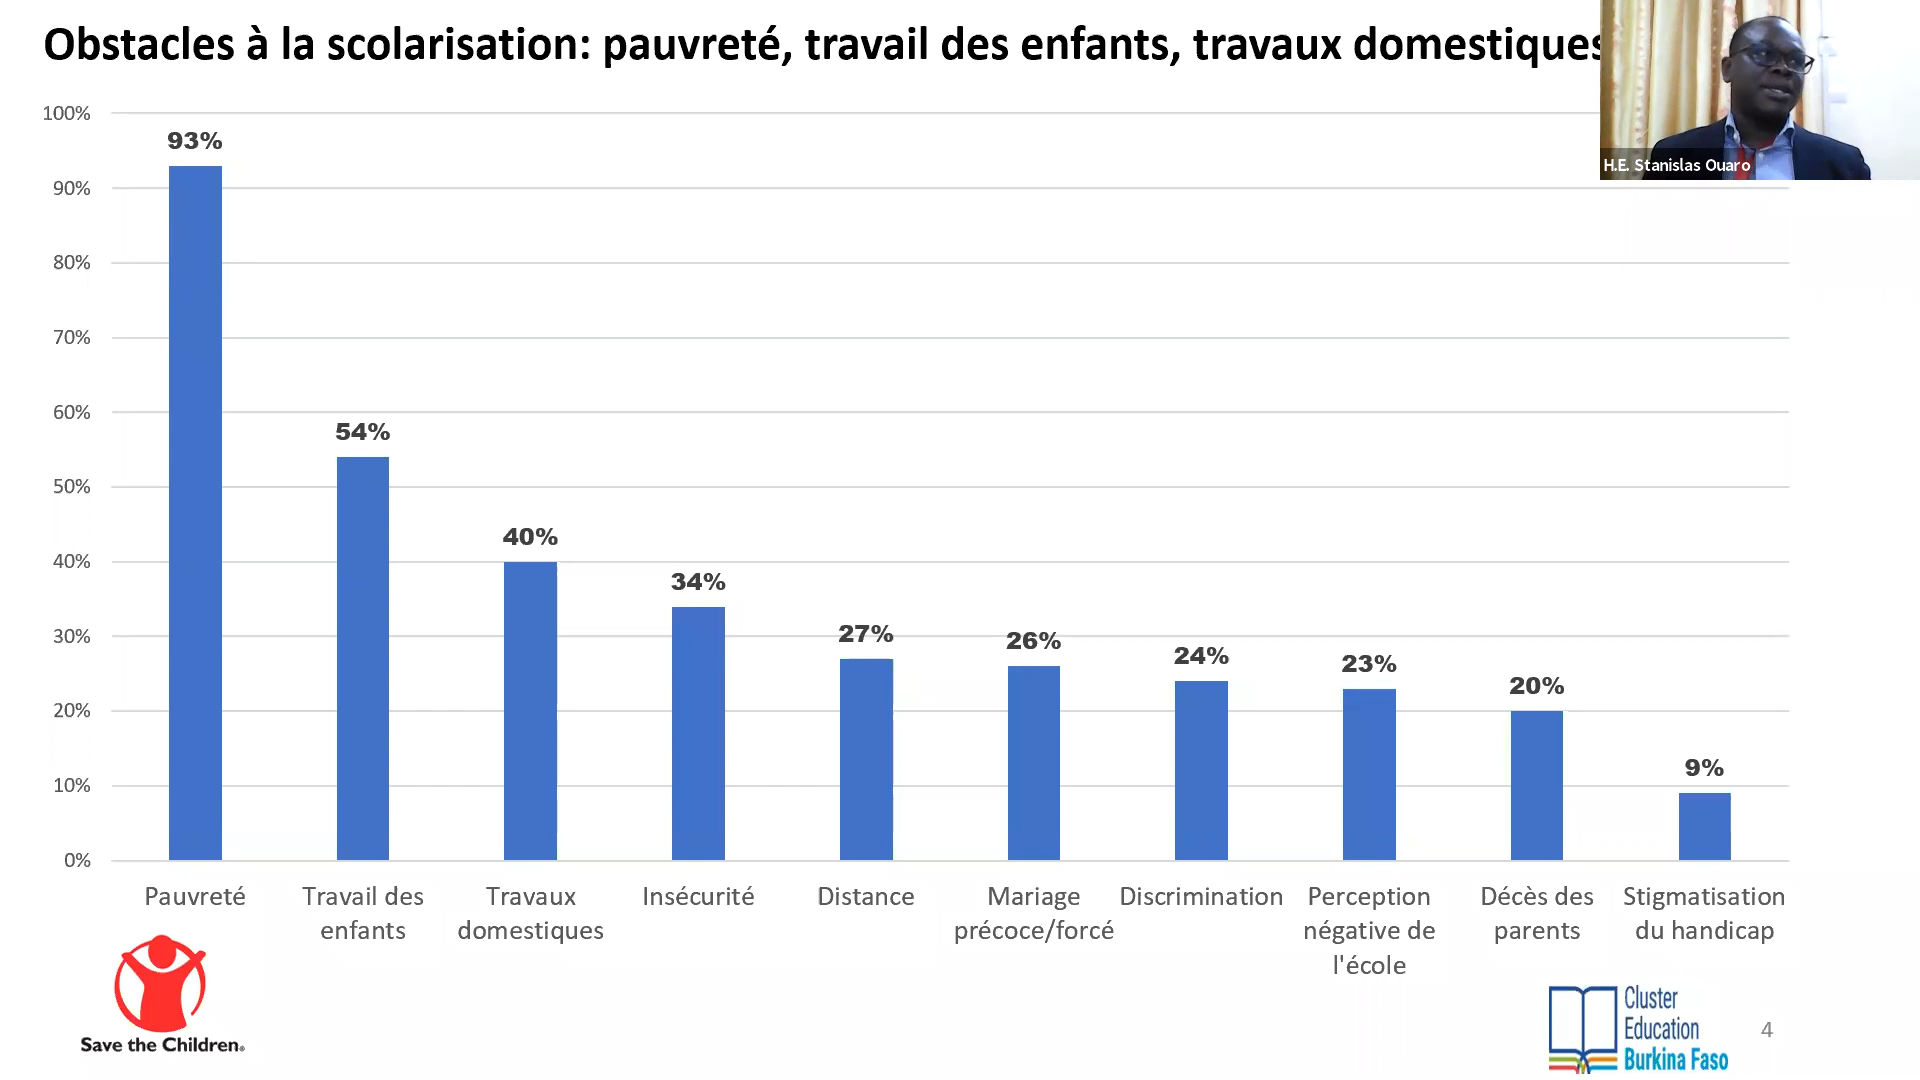 Obstacles à la scolarisation: pauvreté, travail des enfants, travaux domestiques
H.E. Stanislas Ouaro
100%
90%
80%
70%
60%
50%
40%
30%
20%
10%
0%
93%
54%
40%
34%
27%
26%
24%
23%
20%
9%
Pauvreté
Travail des
enfants
Travaux
domestiques
Insécurité
Distance
Mariage
précoce/forcé
Discrimination
Perception
négative de
l'école
Décès des
parents
Stigmatisation
du handicap
Save the Children®
Cluster
Education
Burkina Faso
4